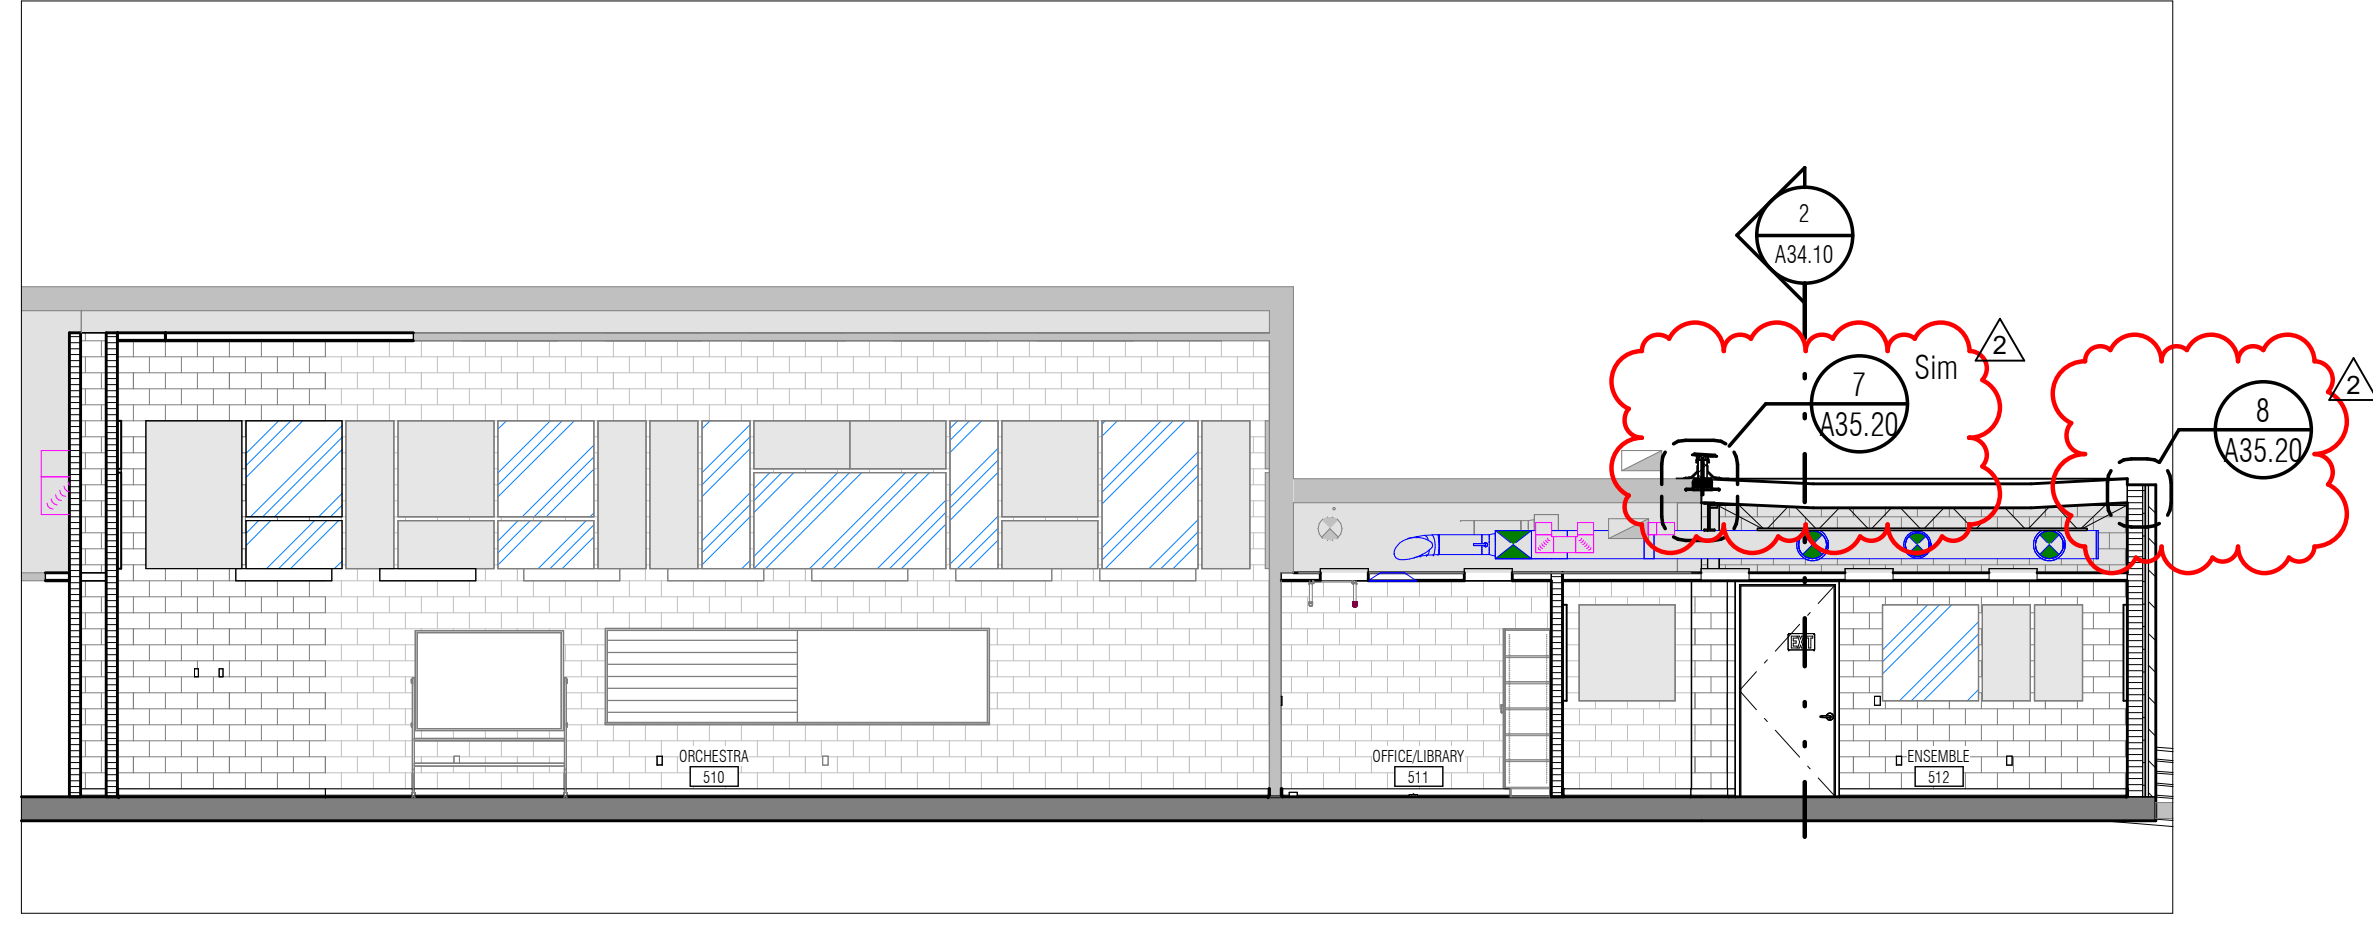 2
A34.10
2
7
Sim
A35.20
2
8
A35.20
EXIT
ORCHESTRA
510
OFFICE/LIBRARY
511
ENSEMBLE
512